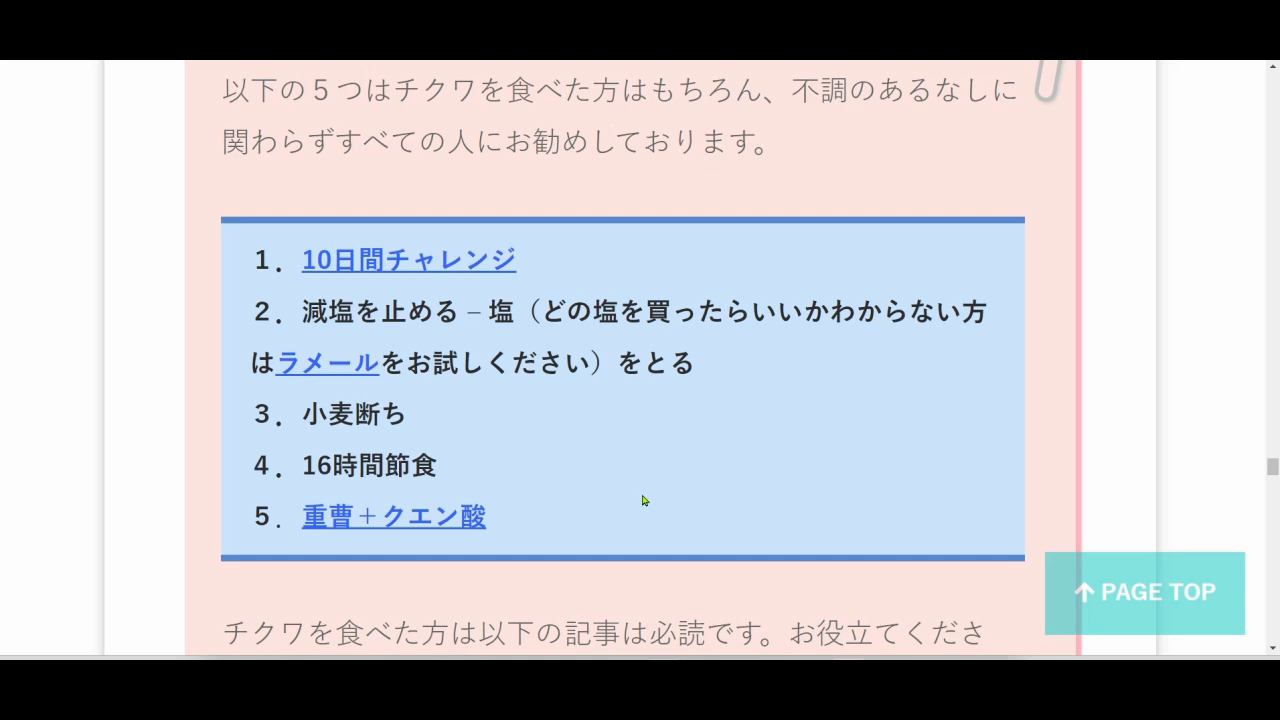 以下の５つはチクワを食べた方はもちろん、不調のあるなしに
関わらずすべての人にお勧めしております。
１．10日間チャレンジ
２．減塩を止める – 塩（どの塩を買ったらいいかわからない方
はラメールをお試しください）をとる
３．小麦断ち
４．16時間節食
５．重曹＋クエン酸
↑ PAGE TOP
チクワを食べた方は以下の記事は必読です。お役立てくださ